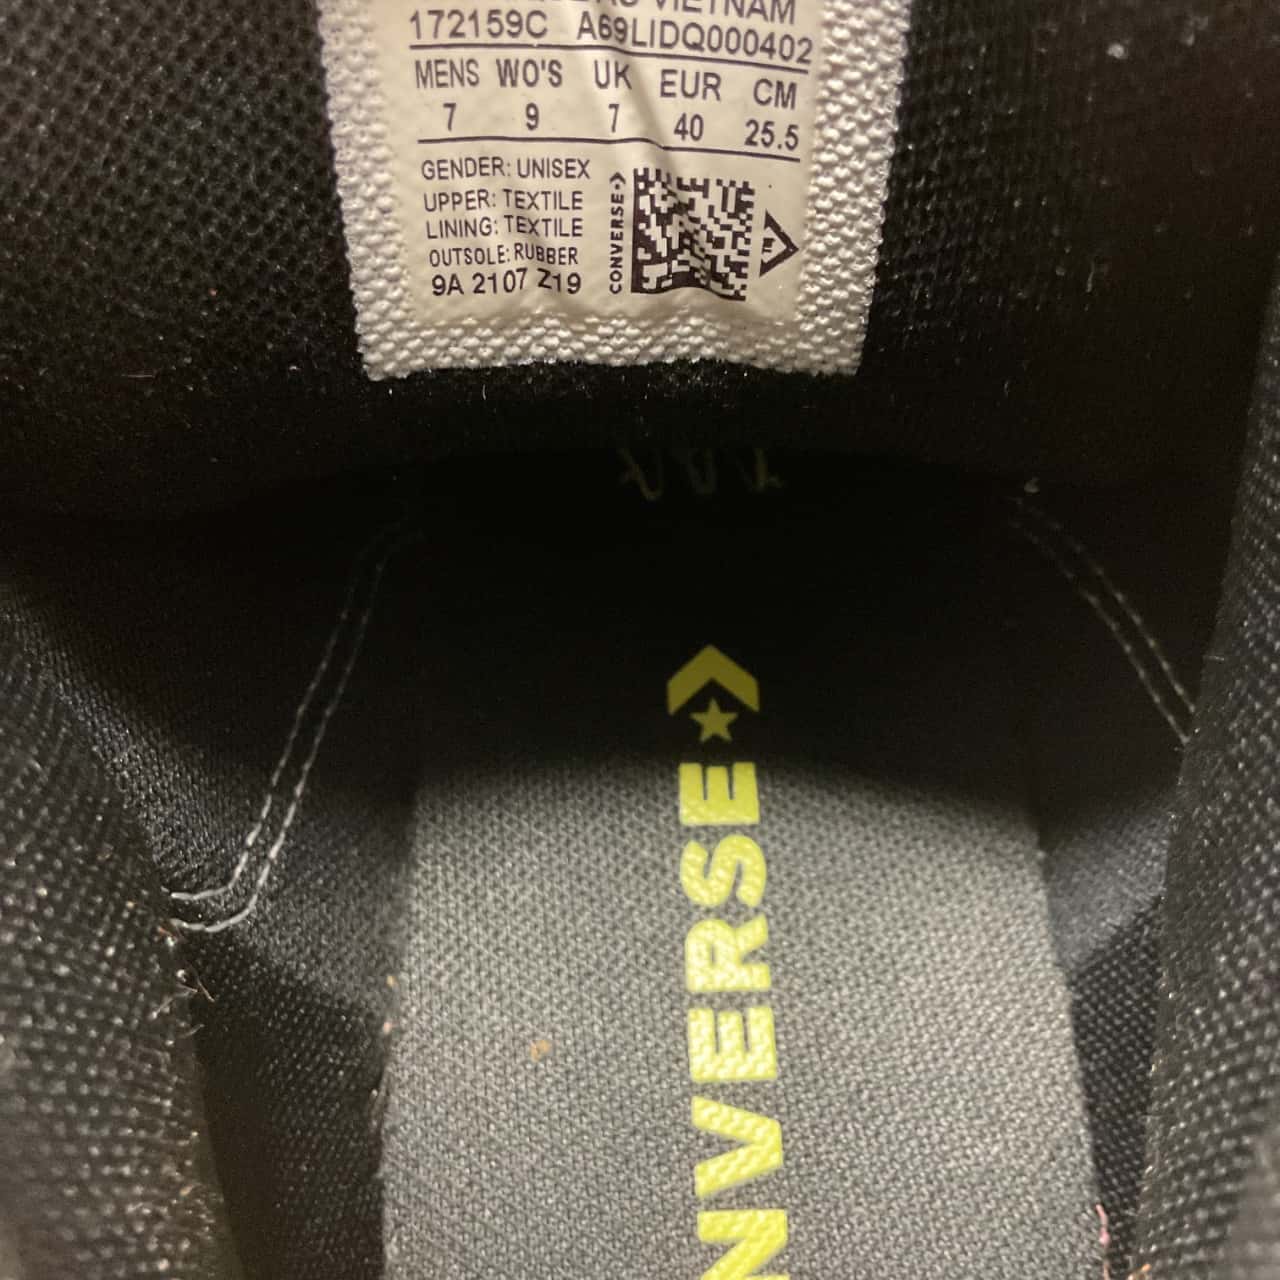 VIETNAM
172159C A69LIDQ000402
MENS WO'S UK EUR CM
7 9 7 40 25.5
GENDER: UNISEX
UPPER: TEXTILE
LINING: TEXTILE
OUTSOLE: RUBBER
9A 2107 Z19
CONVERSE
NVERSE